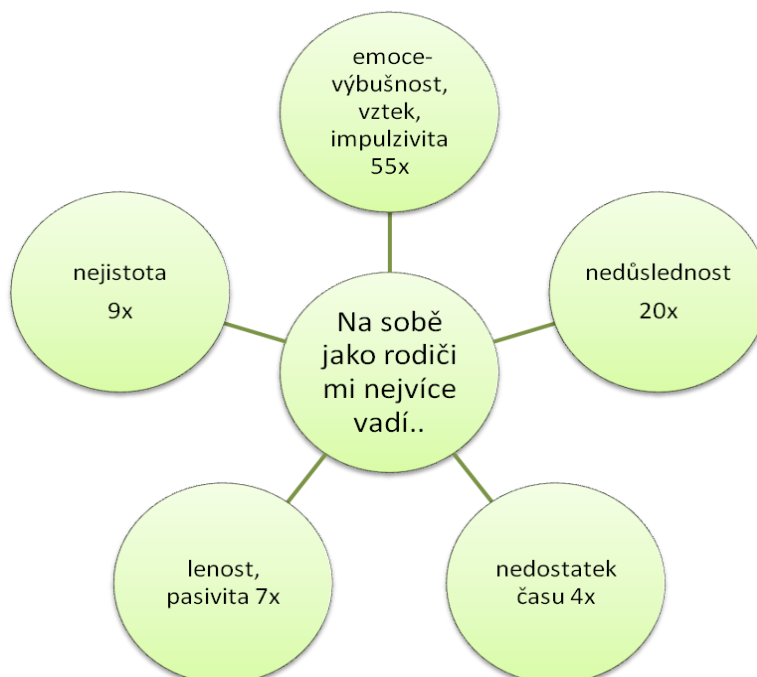 emoce-
výbušnost,
vztek,
impulzivita
55x
nejistota
9x
nedůslednost
20x
Na sobě
jako rodiči
mi nejvíce
vadí..
lenost,
pasivita 7x
nedostatek
času 4x